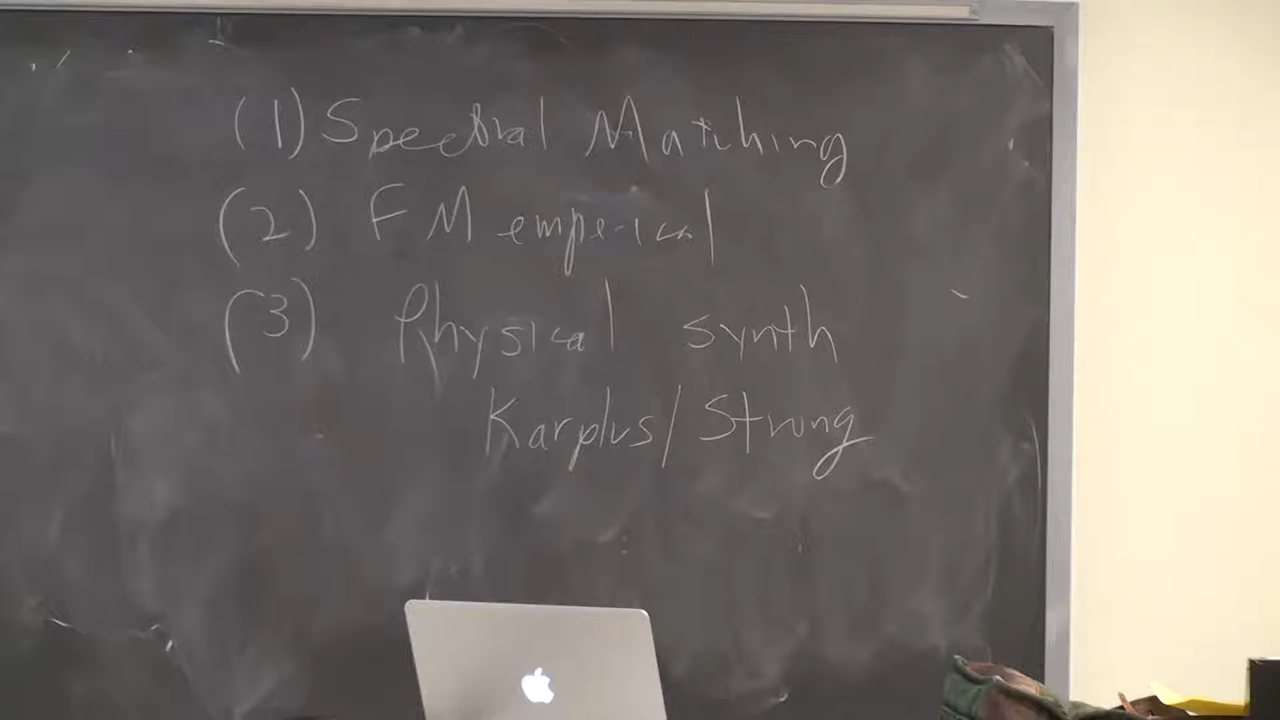 (1) Spectral Matching
(2) FM emperical
(3) Physical synth
Karplus/Strong